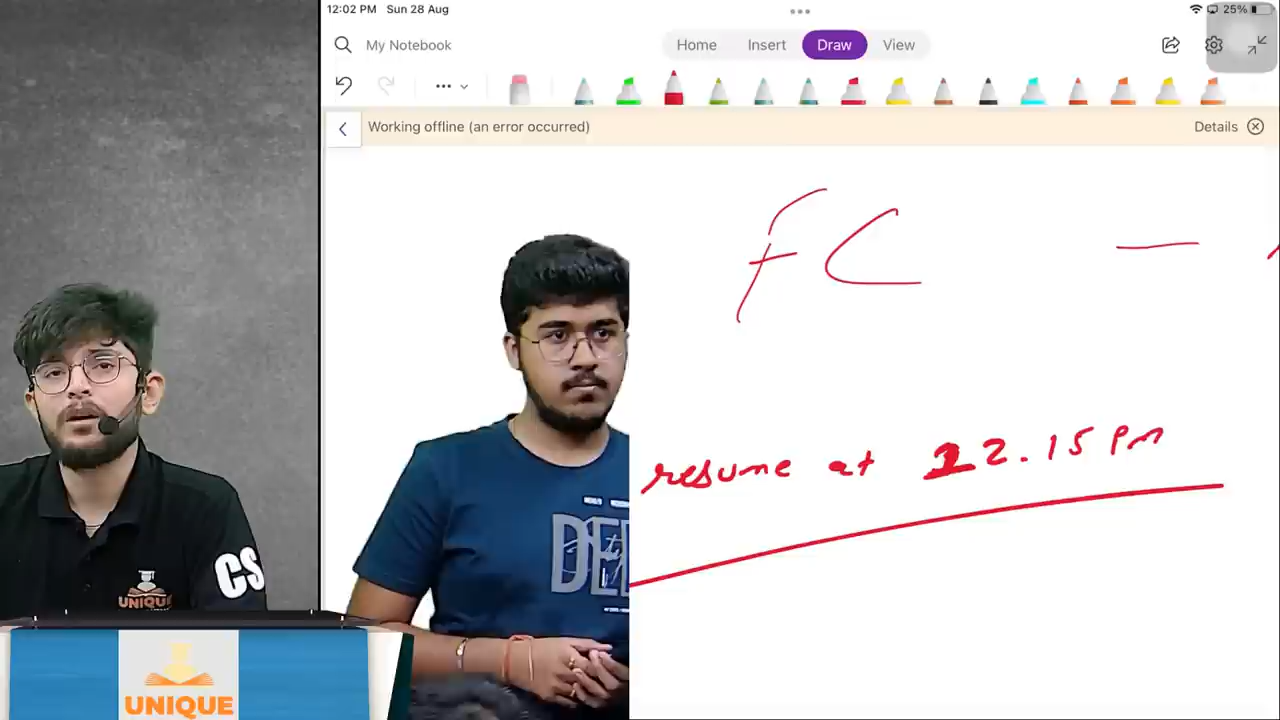 12:02 PM Sun 28 Aug
25%
My Notebook
Home Insert Draw View
Working offline (an error occurred)
Details
FC —
resume at 12.15 Pm
CS
UNIQUE
UNIQUE